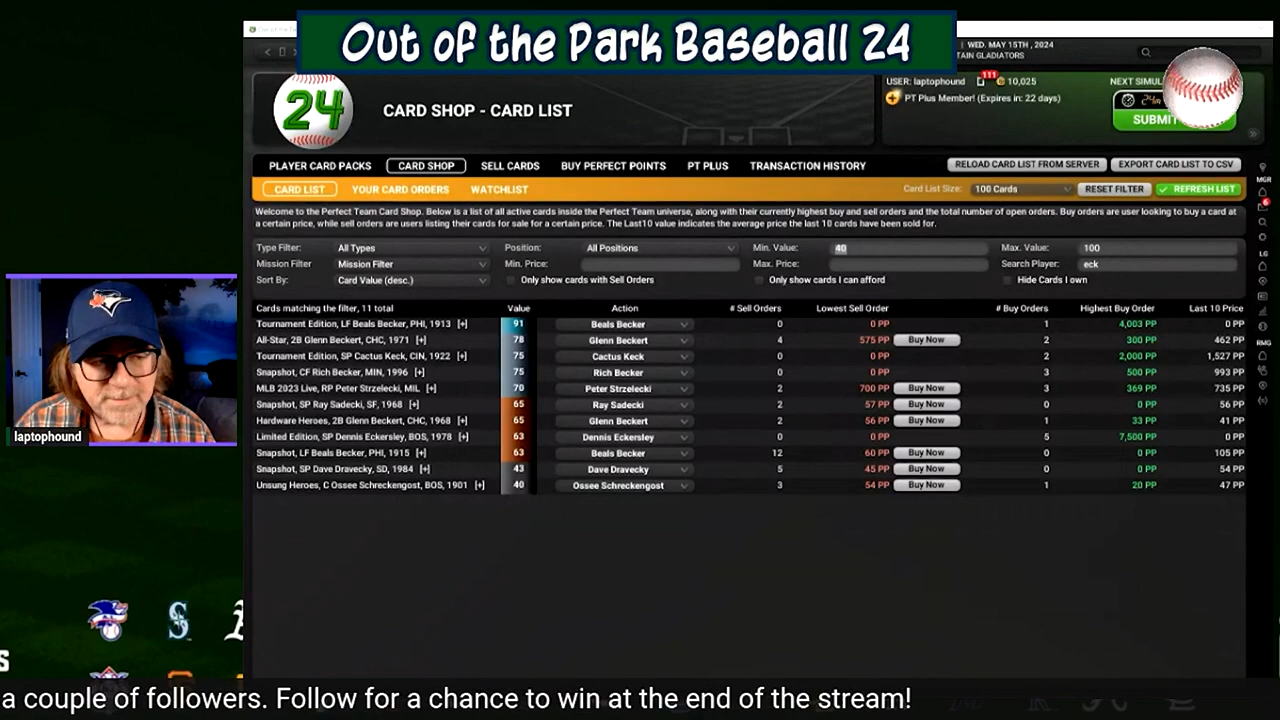 Out of the Park Baseball 24
WED. MAY 15TH, 2024
TAIN GLADIATORS
24
CARD SHOP - CARD LIST
USER: laptophound 111 10,025
PT Plus Member! (Expires in: 22 days)
NEXT SIMUL
24m
SUBMIT
PLAYER CARD PACKS CARD SHOP SELL CARDS BUY PERFECT POINTS PT PLUS TRANSACTION HISTORY RELOAD CARD LIST FROM SERVER EXPORT CARD LIST TO CSV
CARD LIST YOUR CARD ORDERS WATCHLIST Card List Size: 100 Cards RESET FILTER REFRESH LIST
Welcome to the Perfect Team Card Shop. Below is a list of all active cards inside the Perfect Team universe, along with their currently highest buy and sell orders and the total number of open orders. Buy orders are user looking to buy a card at a
certain price, while sell orders are users listing their cards for sale for a certain price. The Last10 value indicates the average price the last 10 cards have been sold for.
Type Filter: All Types Position: All Positions Min. Value: 40 Max. Value: 100
Mission Filter Mission Filter Min. Price: Max. Price: Search Player: eck
Sort By: Card Value (desc.) Only show cards with Sell Orders Only show cards I can afford Hide Cards I own
Cards matching the filter, 11 total Value Action # Sell Orders Lowest Sell Order # Buy Orders Highest Buy Order Last 10 Price
Tournament Edition, LF Beals Becker, PHI, 1913 [+] 91 Beals Becker 0 0 PP 1 4,003 PP 0 PP
All-Star, 2B Glenn Beckert, CHC, 1971 [+] 78 Glenn Beckert 4 575 PP Buy Now 2 300 PP 462 PP
Tournament Edition, SP Cactus Keck, CIN, 1922 [+] 75 Cactus Keck 0 0 PP 2 2,000 PP 1,527 PP
Snapshot, CF Rich Becker, MIN, 1996 [+] 75 Rich Becker 0 0 PP 3 500 PP 993 PP
MLB 2023 Live, RP Peter Strzelecki, MIL [+] 70 Peter Strzelecki 2 700 PP Buy Now 3 369 PP 735 PP
Snapshot, SP Ray Sadecki, SF, 1968 [+] 65 Ray Sadecki 2 57 PP Buy Now 0 0 PP 56 PP
Hardware Heroes, 2B Glenn Beckert, CHC, 1968 [+] 65 Glenn Beckert 2 56 PP Buy Now 1 33 PP 41 PP
Limited Edition, SP Dennis Eckersley, BOS, 1978 [+] 63 Dennis Eckersley 0 0 PP 5 7,500 PP 0 PP
Snapshot, LF Beals Becker, PHI, 1915 [+] 63 Beals Becker 12 60 PP Buy Now 0 0 PP 105 PP
Snapshot, SP Dave Dravecky, SD, 1984 [+] 43 Dave Dravecky 5 45 PP Buy Now 0 0 PP 54 PP
Unsung Heroes, C Ossee Schreckengost, BOS, 1901 [+] 40 Ossee Schreckengost 3 54 PP Buy Now 1 20 PP 47 PP
MGR
6
LG
RMG
laptophound
S
a couple of followers. Follow for a chance to win at the end of the stream!